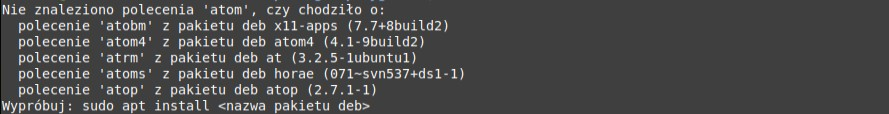 Nie znaleziono polecenia 'atom', czy chodziło o:
polecenie 'atobm' z pakietu deb x11-apps (7.7+8build2)
polecenie 'atom4' z pakietu deb atom4 (4.1-9build2)
polecenie 'atrm' z pakietu deb at (3.2.5-1ubuntu1)
polecenie 'atoms' z pakietu deb horae (071~svn537+ds1-1)
polecenie 'atop' z pakietu deb atop (2.7.1-1)
Wypróbuj: sudo apt install <nazwa pakietu deb>